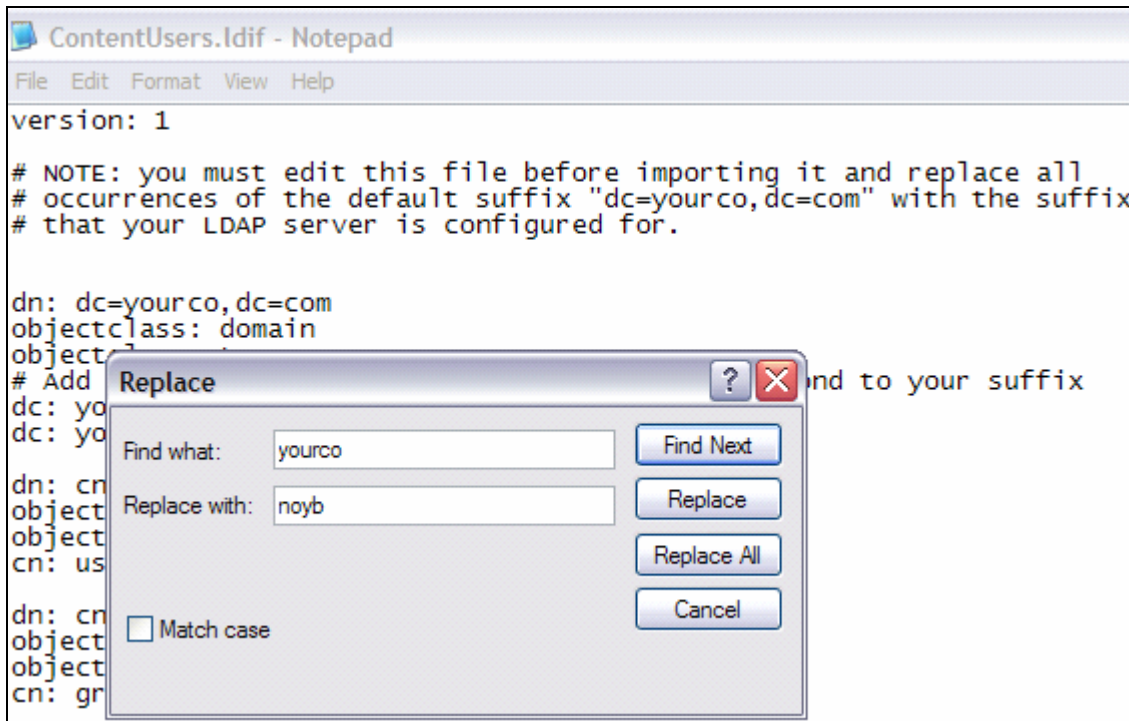 ContentUsers.ldif - Notepad
File Edit Format View Help
version: 1
# NOTE: you must edit this file before importing it and replace all
# occurrences of the default suffix "dc=yourco,dc=com" with the suffix
# that your LDAP server is configured for.
dn: dc=yourco,dc=com
objectclass: domain
object
# Add
Replace
ond to your suffix
dc: yo
dc: yo
Find what: yourco Find Next
dn: cn
object
Replace with: noyb Replace
object
cn: us
Replace All
dn: cn
Match case
Cancel
object
object
cn: gr